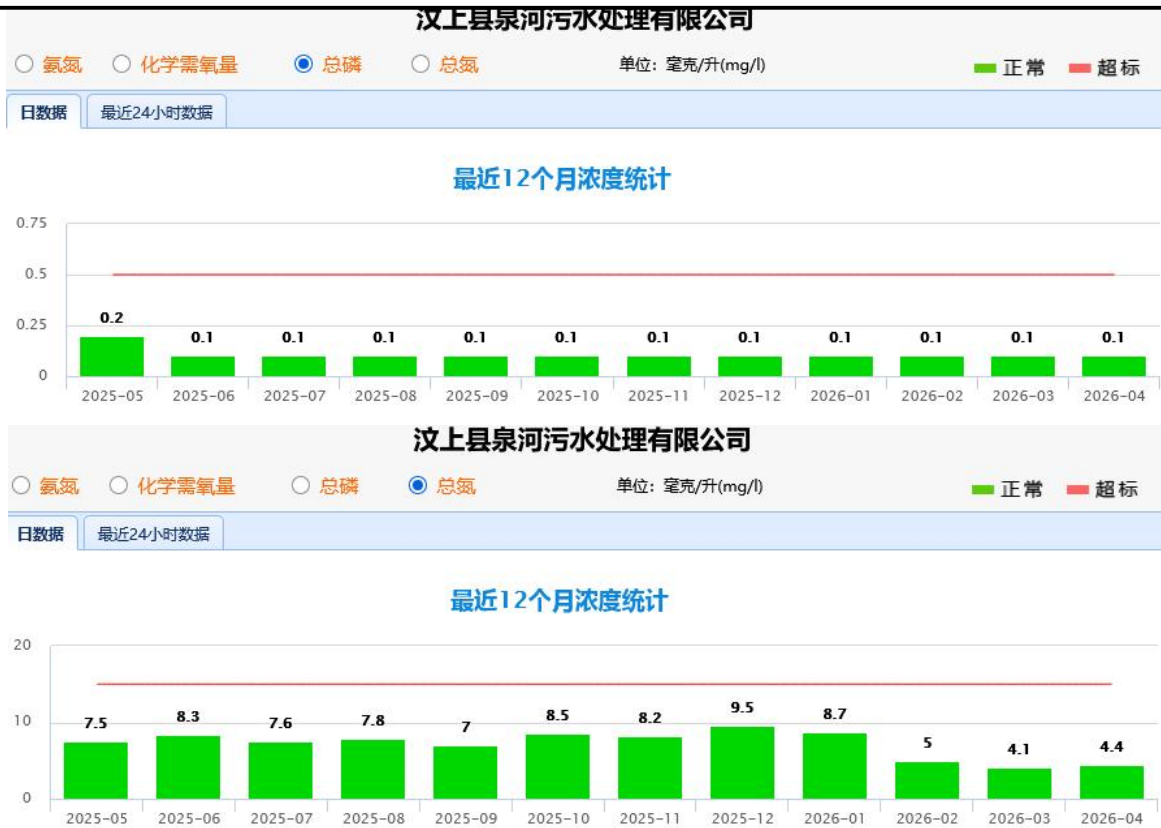 汶上县泉河污水处理有限公司
氨氮 化学需氧量 总磷 总氮 单位：毫克/升(mg/l) 正常 超标
日数据 最近24小时数据
最近12个月浓度统计
0.75
0.5
0.25
0
0.2 0.1 0.1 0.1 0.1 0.1 0.1 0.1 0.1 0.1 0.1 0.1
2025-05 2025-06 2025-07 2025-08 2025-09 2025-10 2025-11 2025-12 2026-01 2026-02 2026-03 2026-04
汶上县泉河污水处理有限公司
氨氮 化学需氧量 总磷 总氮 单位：毫克/升(mg/l) 正常 超标
日数据 最近24小时数据
最近12个月浓度统计
20
10
0
7.5 8.3 7.6 7.8 7 8.5 8.2 9.5 8.7 5 4.1 4.4
2025-05 2025-06 2025-07 2025-08 2025-09 2025-10 2025-11 2025-12 2026-01 2026-02 2026-03 2026-04